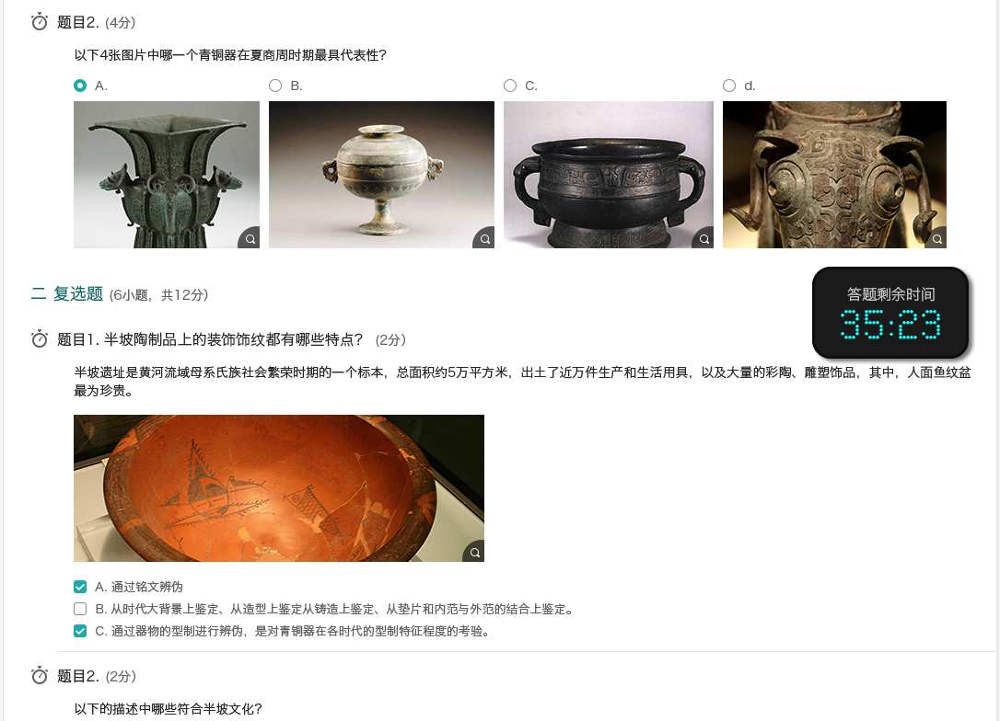 题目2. (4分)
以下4张图片中哪一个青铜器在夏商周时期最具代表性?
A. B. C. d.
二 复选题 (6小题，共12分)
答题剩余时间
35:23
题目1. 半坡陶制品上的装饰饰纹都有哪些特点? (2分)
半坡遗址是黄河流域母系氏族社会繁荣时期的一个标本，总面积约5万平方米，出土了近万件生产和生活用具，以及大量的彩陶、雕塑饰品，其中，人面鱼纹盆
最为珍贵。
A. 通过铭文辨伪
B. 从时代大背景上鉴定、从造型上鉴定从铸造上鉴定、从垫片和内范与外范的结合上鉴定。
C. 通过器物的型制进行辨伪，是对青铜器在各时代的型制特征程度的考验。
题目2. (2分)
以下的描述中哪些符合半坡文化?